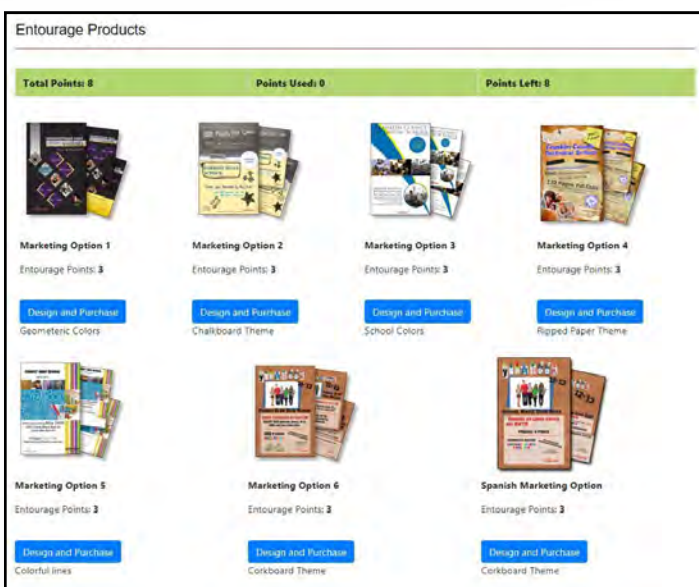 Entourage Products
Total Points: 8 Points Used: 0 Points Left: 8
Marketing Option 1 Marketing Option 2 Marketing Option 3 Marketing Option 4
Entourage Points: 3 Entourage Points: 3 Entourage Points: 3 Entourage Points: 3
Design and Purchase Design and Purchase Design and Purchase Design and Purchase
Geometeric Colors Chalkboard Theme School Colors Ripped Paper Theme
Marketing Option 5 Marketing Option 6 Spanish Marketing Option
Entourage Points: 3 Entourage Points: 3 Entourage Points: 3
Design and Purchase Design and Purchase Design and Purchase
Colorful lines Corkboard Theme Corkboard Theme